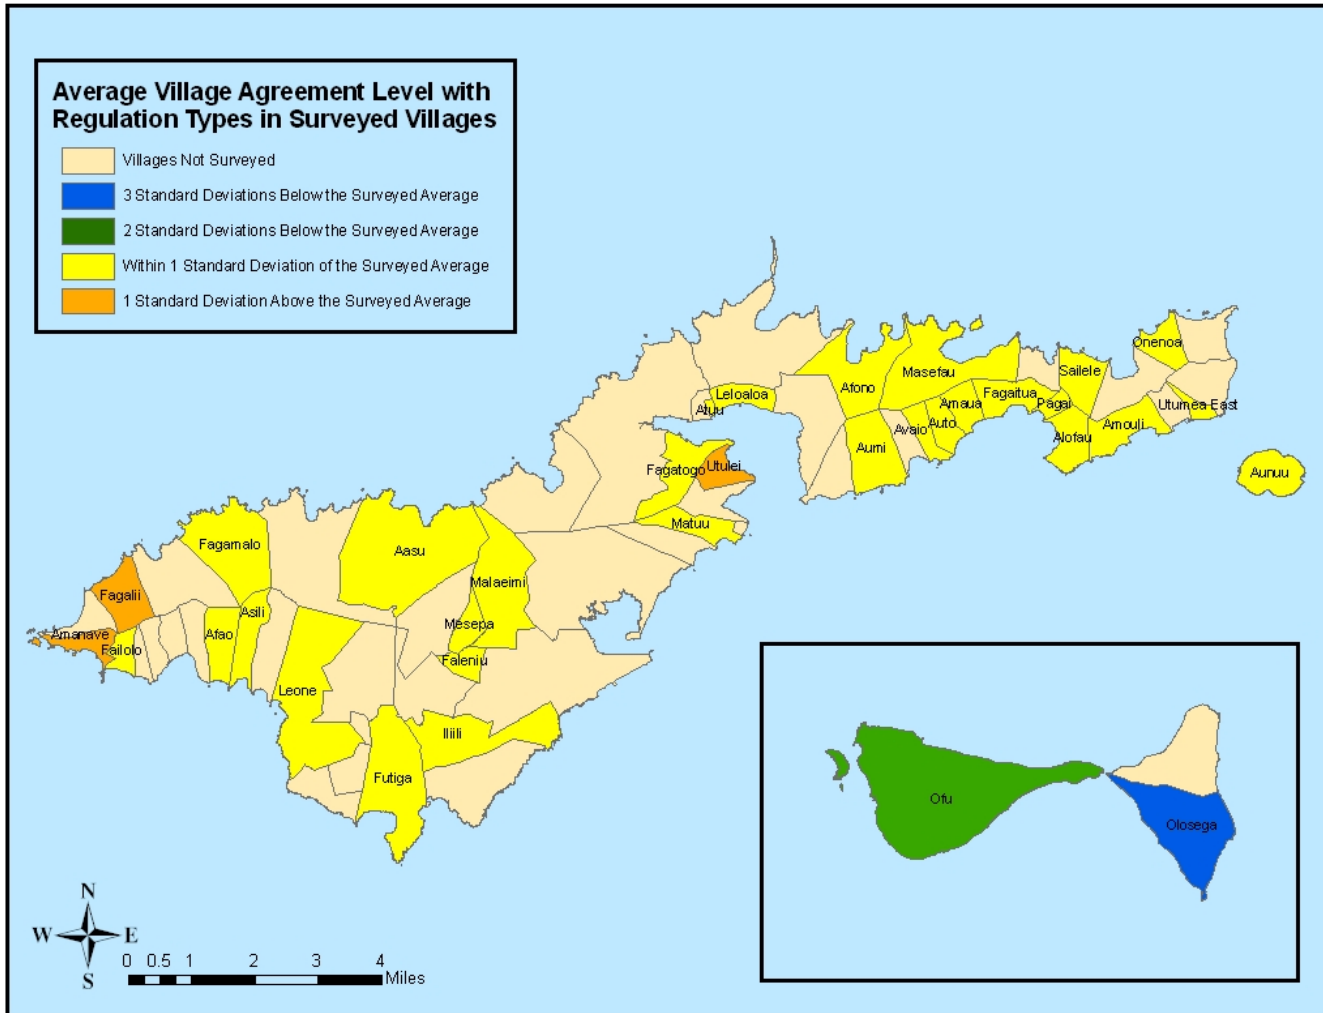 Average Village Agreement Level with
Regulation Types in Surveyed Villages
Villages Not Surveyed
3 Standard Deviations Below the Surveyed Average
2 Standard Deviations Below the Surveyed Average
Within 1 Standard Deviation of the Surveyed Average
1 Standard Deviation Above the Surveyed Average
Onenoa
Sailele
Masefau
Afono
Leloaloa
Fagaitua
Amaua
Pagai
Utumea East
Atuu
Auto
Avaio
Amouli
Alofau
Aumi
Fagatogo
Utulei
Aunuu
Matuu
Fagamalo
Aasu
Malaeimi
Fagalii
Asili
Mesepa
Amanave
Afao
Failolo
Faleniu
Leone
Iliili
Futiga
Ofu
Olosega
N
W E
S
0 0.5 1 2 3 4
Miles